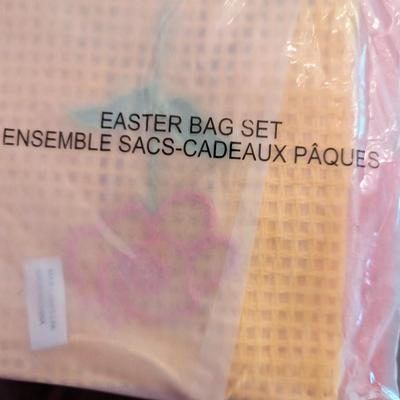 EASTER BAG SET
ENSEMBLE SACS-CADEAUX PÂQUES